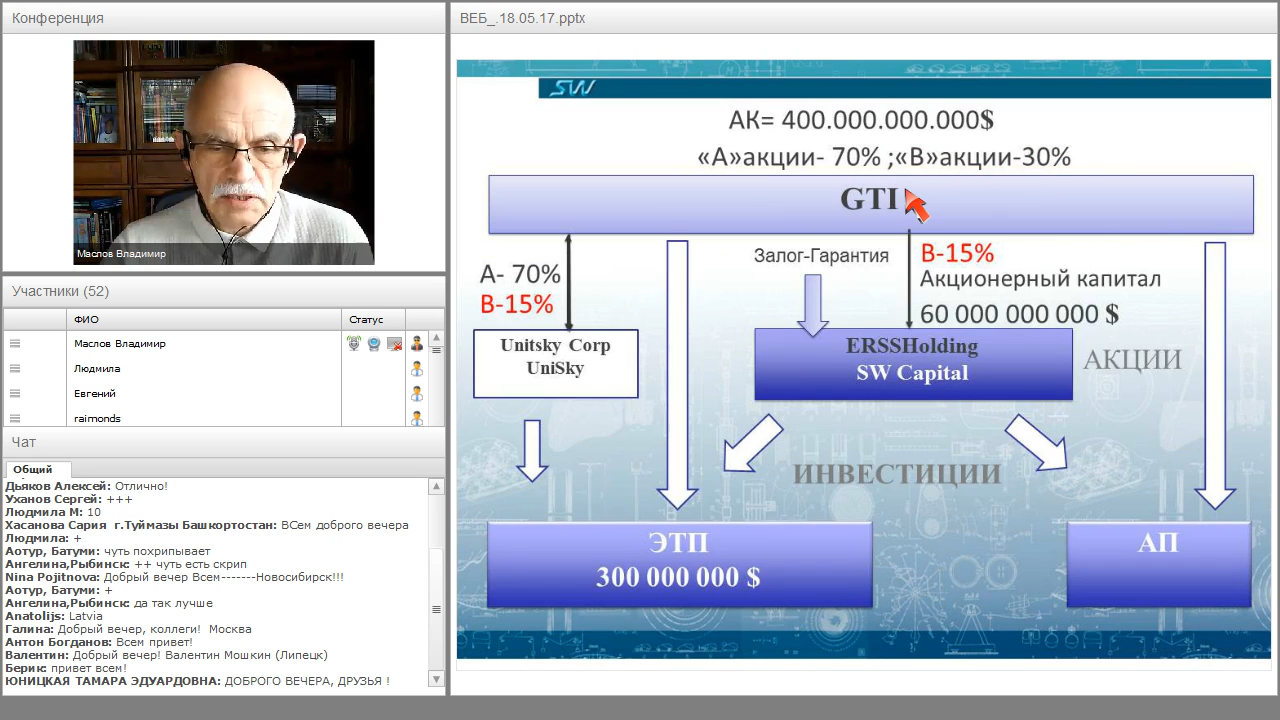 Конференция
Маслов Владимир
Участники (52)
ФИО
Статус
Маслов Владимир
Людмила
Евгений
raimonds
Чат
Общий
Дьяков Алексей: Отлично!
Уханов Сергей: +++
Людмила М: 10
Хасанова Сария г.Туймазы Башкортостан: ВСем доброго вечера
Людмила: +
Аотур, Батуми: чуть похрипывает
Ангелина,Рыбинск: ++ чуть есть скрип
Nina Pojitnova: Добрый вечер Всем-------Новосибирск!!!
Аотур, Батуми: +
Ангелина,Рыбинск: да так лучше
Anatolijs: Latvia
Галина: Добрый вечер, коллеги! Москва
Антон Богданов: Всем привет!
Валентин: Добрый вечер! Валентин Мошкин (Липецк)
Берик: привет всем!
ЮНИЦКАЯ ТАМАРА ЭДУАРДОВНА: ДОБРОГО ВЕЧЕРА, ДРУЗЬЯ !
ВЕБ_.18.05.17.pptx
SW
АК= 400.000.000.000$
«А»акции- 70% ;«В»акции-30%
GTI
А- 70%
В-15%
Залог-Гарантия
В-15%
Акционерный капитал
60 000 000 000 $
Unitsky Corp
UniSky
ERSSHolding
SW Capital
АКЦИИ
ИНВЕСТИЦИИ
ЭТП
300 000 000 $
АП